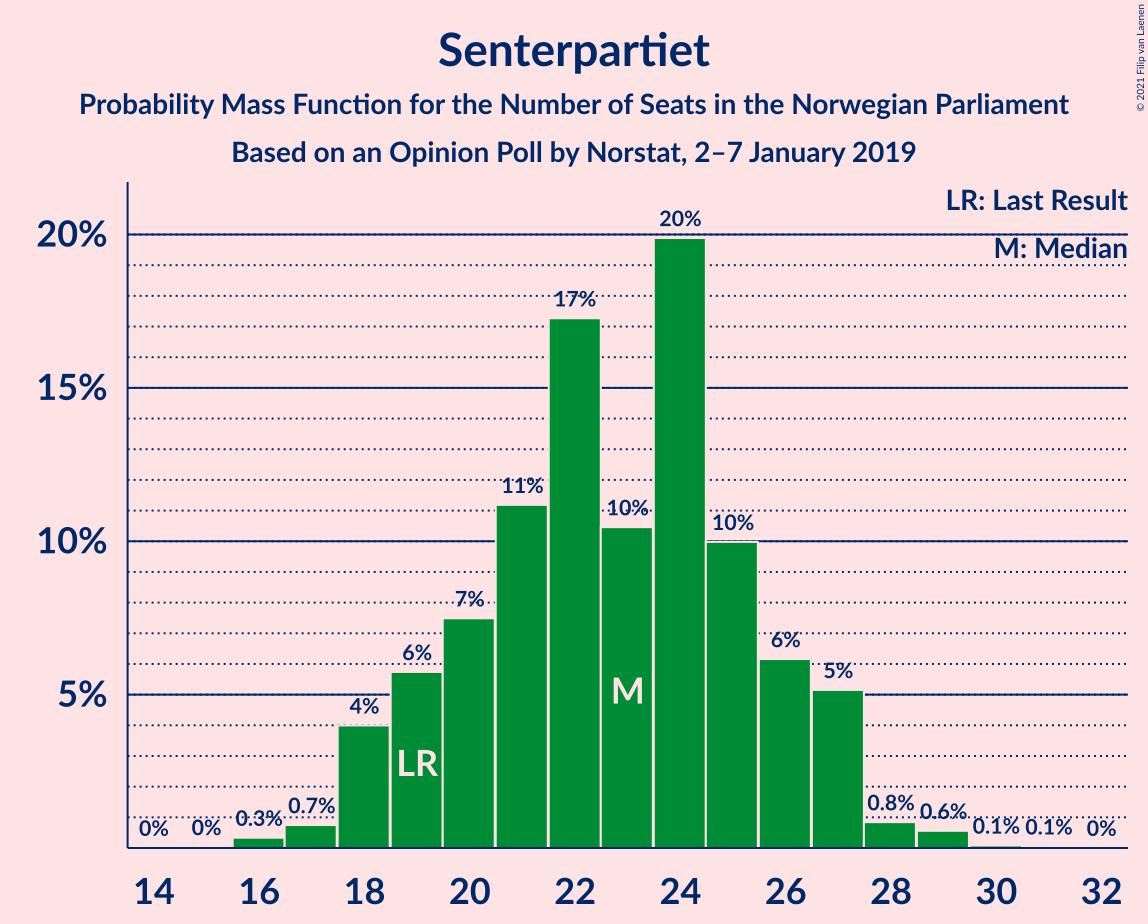 Senterpartiet
Probability Mass Function for the Number of Seats in the Norwegian Parliament
Based on an Opinion Poll by Norstat, 2–7 January 2019
© 2021 Filip van Laenen
LR: Last Result
M: Median
20%
15%
10%
5%
0% 0% 0.3% 0.7% 4% 6% 7% 11% 17% 10% 20% 10% 6% 5% 0.8% 0.6% 0.1% 0.1% 0%
LR
M
14 16 18 20 22 24 26 28 30 32